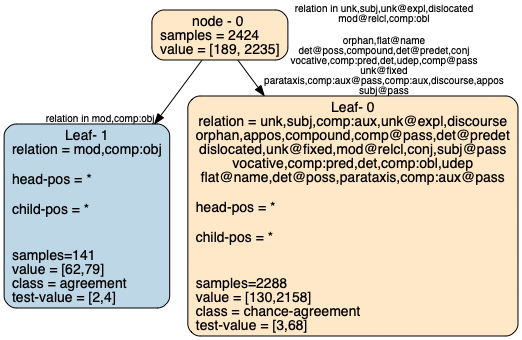 node - 0
samples = 2424
value = [189, 2235]
relation in unk,subj,unk@expl,dislocated
mod@relcl,comp:obl
orphan,flat@name
det@poss,compound,det@predet,conj
vocative,comp:pred,det,udep,comp@pass
unk@fixed
parataxis,comp:aux@pass,comp:aux,discourse,appos
subj@pass
relation in mod,comp:obj
Leaf- 1
relation = mod,comp:obj
head-pos = *
child-pos = *
samples=141
value = [62,79]
class = agreement
test-value = [2,4]
Leaf- 0
relation = unk,subj,comp:aux,unk@expl,discourse
orphan,appos,compound,comp@pass,det@predet
dislocated,unk@fixed,mod@relcl,conj,subj@pass
vocative,comp:pred,det,comp:obl,udep
flat@name,det@poss,parataxis,comp:aux@pass
head-pos = *
child-pos = *
samples=2288
value = [130,2158]
class = chance-agreement
test-value = [3,68]